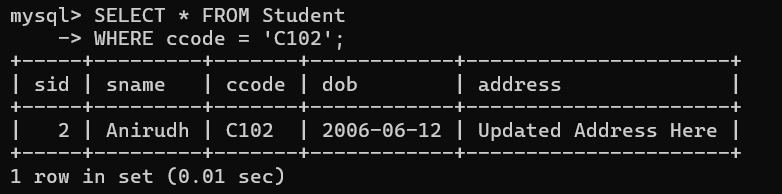 mysql> SELECT * FROM Student
    -> WHERE ccode = 'C102';
+-----+---------+-------+------------+----------------------+
| sid | sname   | ccode | dob        | address              |
+-----+---------+-------+------------+----------------------+
|   2 | Anirudh | C102  | 2006-06-12 | Updated Address Here |
+-----+---------+-------+------------+----------------------+
1 row in set (0.01 sec)